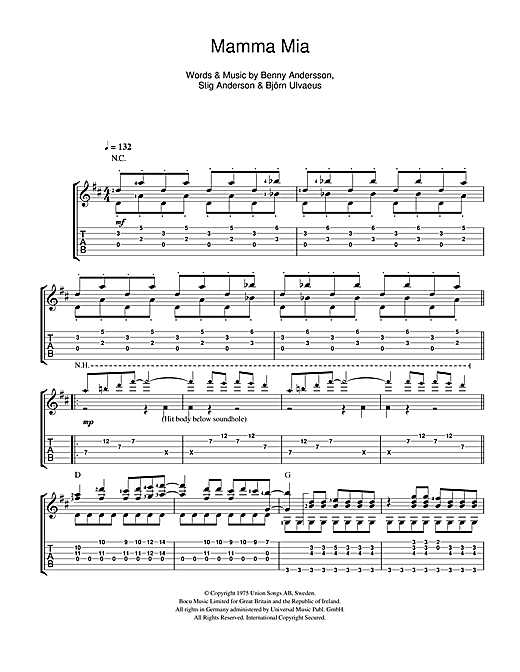 Mamma Mia
Words & Music by Benny Andersson,
Stig Anderson & Björn Ulvaeus
♩ = 132
N.C.
mf
N.H.
mp
(Hit body below soundhole)
D G
© Copyright 1975 Union Songs AB, Sweden.
Bocu Music Limited for Great Britain and the Republic of Ireland.
All rights in Germany administered by Universal Music Publ. GmbH.
All Rights Reserved. International Copyright Secured.